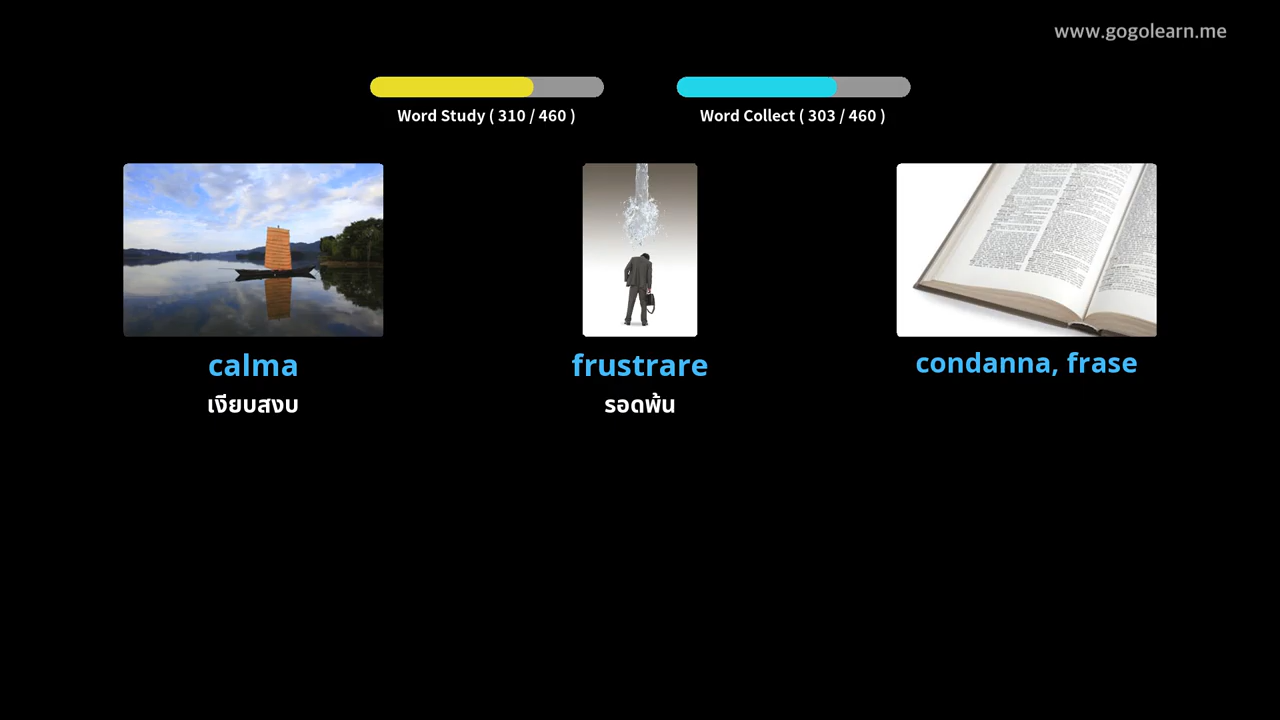 www.gogolearn.me
Word Study ( 310 / 460 )
Word Collect ( 303 / 460 )
calma
frustrare
condanna, frase
เงียบสงบ
รอดพ้น